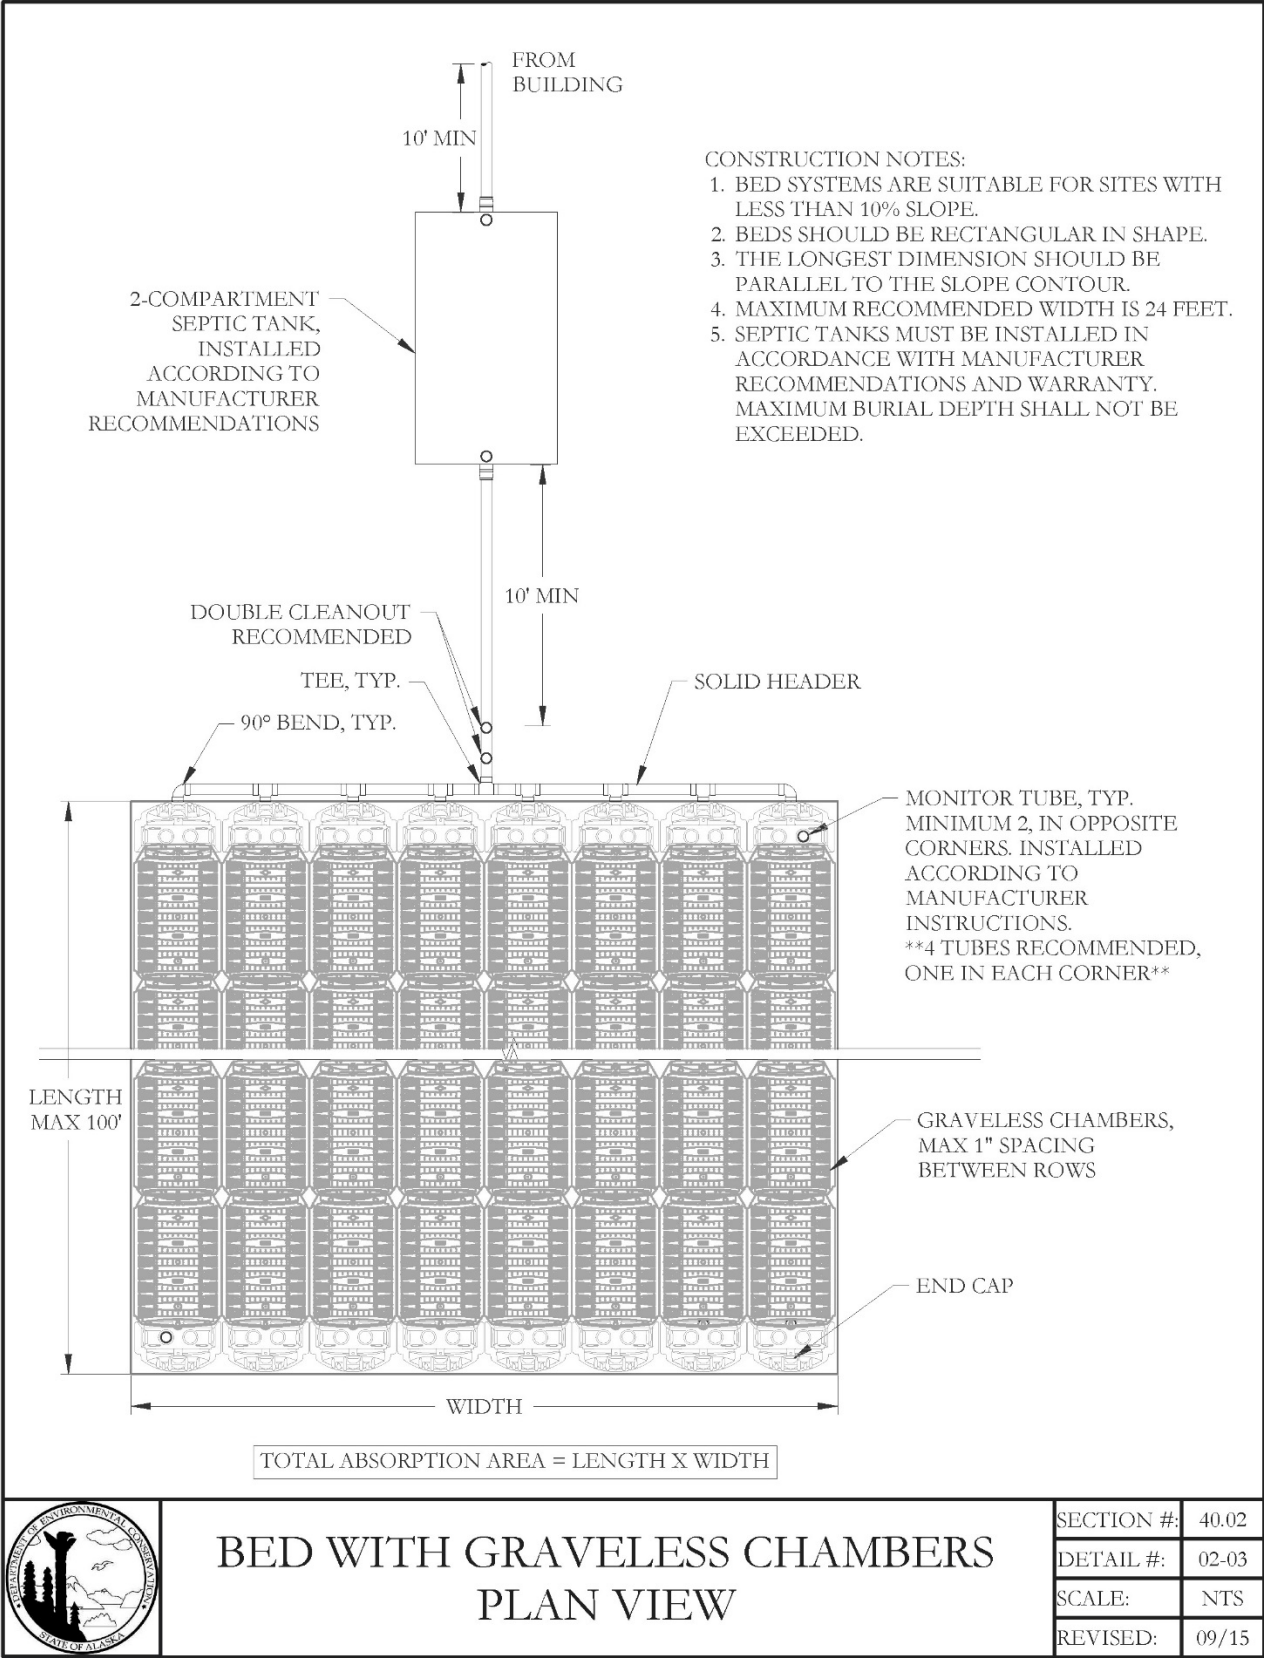 FROM
BUILDING
10' MIN
CONSTRUCTION NOTES:
1. BED SYSTEMS ARE SUITABLE FOR SITES WITH
LESS THAN 10% SLOPE.
2. BEDS SHOULD BE RECTANGULAR IN SHAPE.
3. THE LONGEST DIMENSION SHOULD BE
PARALLEL TO THE SLOPE CONTOUR.
4. MAXIMUM RECOMMENDED WIDTH IS 24 FEET.
5. SEPTIC TANKS MUST BE INSTALLED IN
ACCORDANCE WITH MANUFACTURER
RECOMMENDATIONS AND WARRANTY.
MAXIMUM BURIAL DEPTH SHALL NOT BE
EXCEEDED.
2-COMPARTMENT
SEPTIC TANK,
INSTALLED
ACCORDING TO
MANUFACTURER
RECOMMENDATIONS
10' MIN
DOUBLE CLEANOUT
RECOMMENDED
TEE, TYP.
90° BEND, TYP.
SOLID HEADER
MONITOR TUBE, TYP.
MINIMUM 2, IN OPPOSITE
CORNERS. INSTALLED
ACCORDING TO
MANUFACTURER
INSTRUCTIONS.
**4 TUBES RECOMMENDED,
ONE IN EACH CORNER**
LENGTH
MAX 100'
GRAVELESS CHAMBERS,
MAX 1" SPACING
BETWEEN ROWS
END CAP
WIDTH
TOTAL ABSORPTION AREA = LENGTH X WIDTH
DEPARTMENT OF ENVIRONMENTAL CONSERVATION
STATE OF ALASKA
BED WITH GRAVELESS CHAMBERS
PLAN VIEW
SECTION #: 40.02
DETAIL #: 02-03
SCALE: NTS
REVISED: 09/15